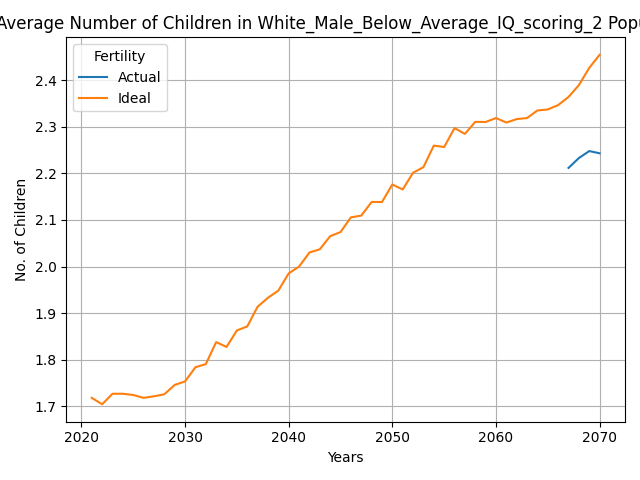 Average Number of Children in White_Male_Below_Average_IQ_scoring_2
Fertility
Actual
Ideal
No. of Children
2.4
2.3
2.2
2.1
2.0
1.9
1.8
1.7
2020 2030 2040 2050 2060 2070
Years